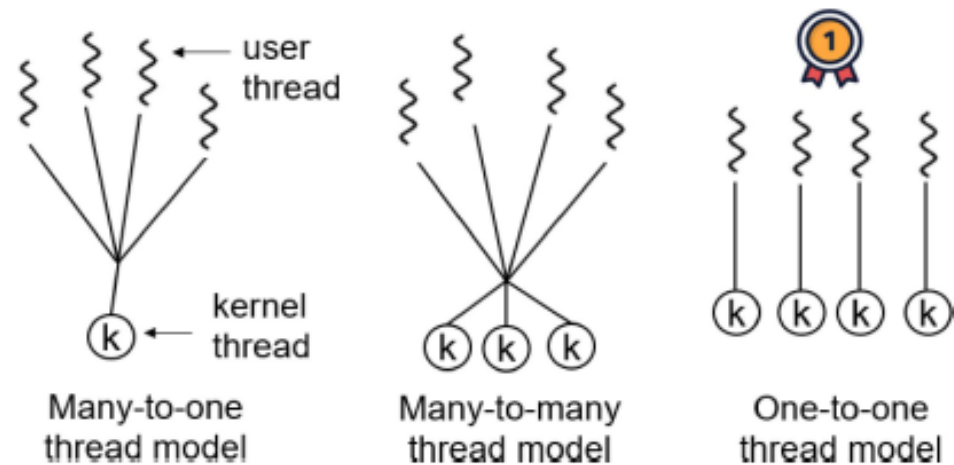 user
thread
1
kernel
thread
k
k k k
k k k k
Many-to-one
thread model
Many-to-many
thread model
One-to-one
thread model